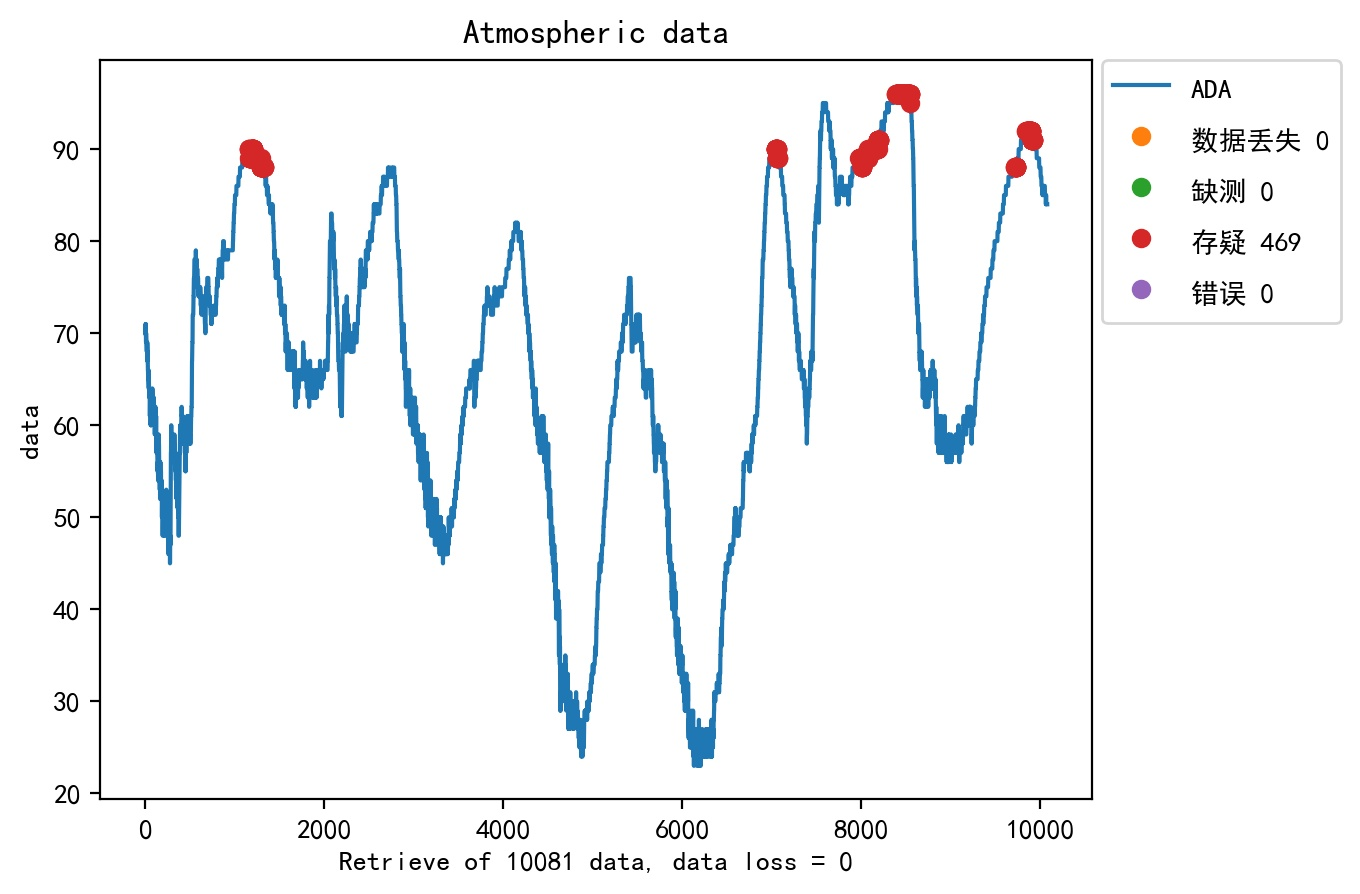 Atmospheric data
ADA
数据丢失 0
缺测 0
存疑 469
错误 0
data
90
80
70
60
50
40
30
20
0 2000 4000 6000 8000 10000
Retrieve of 10081 data, data loss = 0